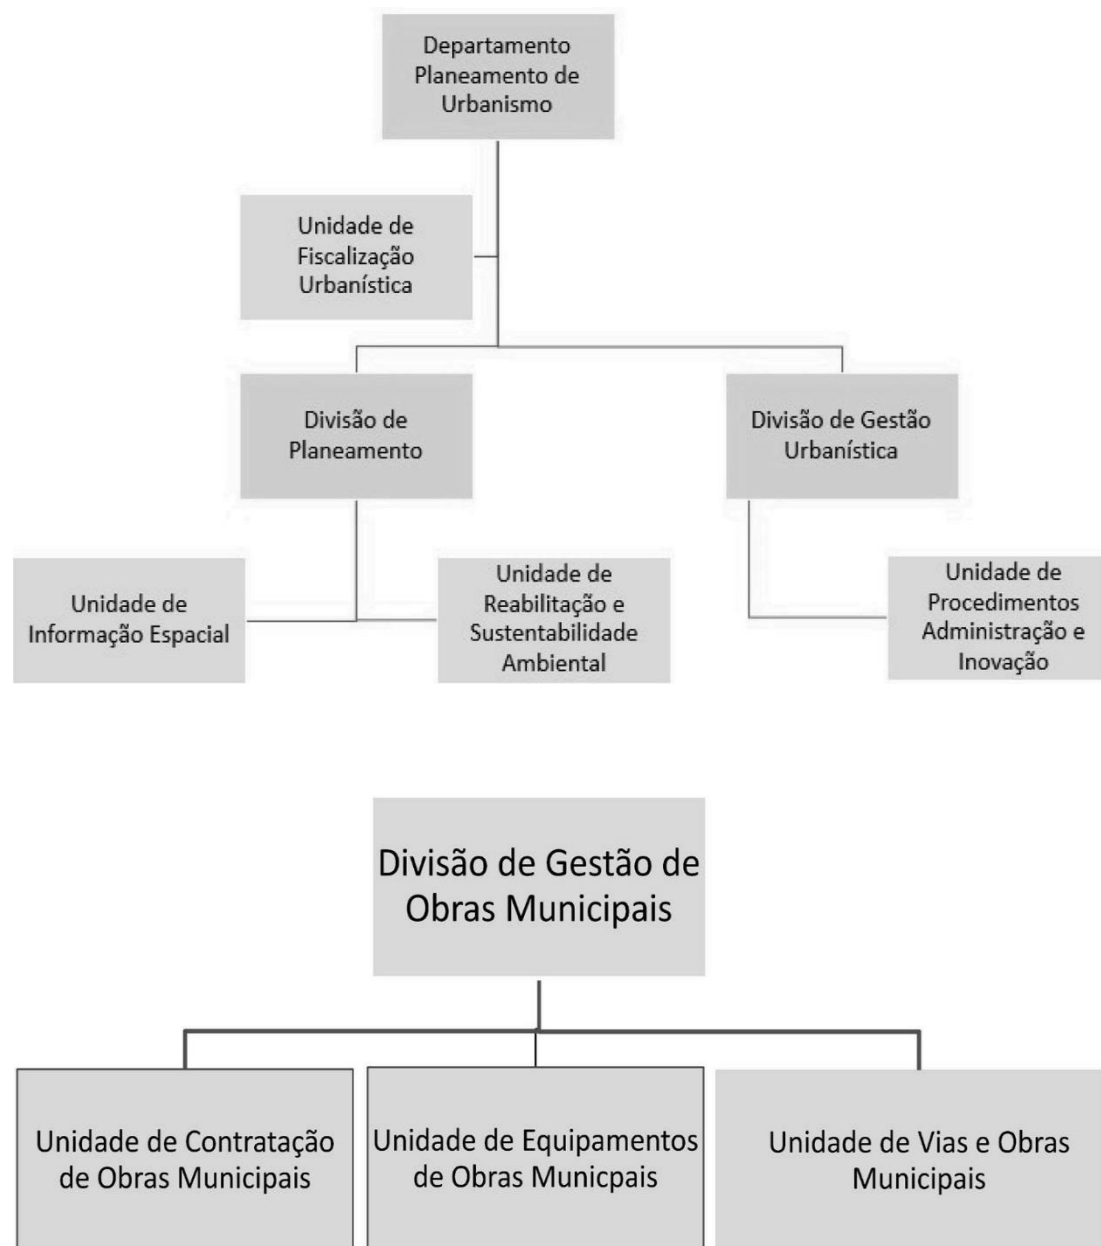 Departamento
Planeamento de
Urbanismo
Unidade de
Fiscalização
Urbanística
Divisão de
Planeamento
Divisão de Gestão
Urbanística
Unidade de
Informação Espacial
Unidade de
Reabilitação e
Sustentabilidade
Ambiental
Unidade de
Procedimentos
Administração e
Inovação
Divisão de Gestão de
Obras Municipais
Unidade de Contratação
de Obras Municipais
Unidade de Equipamentos
de Obras Municpais
Unidade de Vias e Obras
Municipais